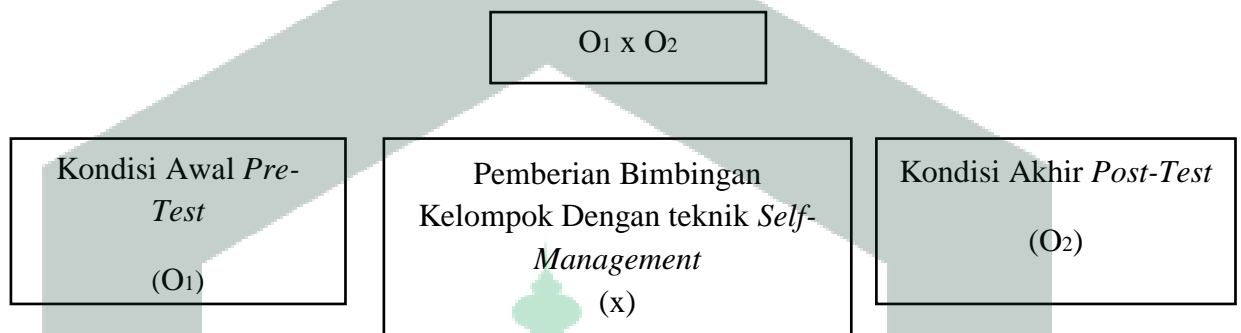 O1 x O2
Kondisi Awal Pre-
Test
(O1)
Pemberian Bimbingan
Kelompok Dengan teknik Self-
Management
(x)
Kondisi Akhir Post-Test
(O2)